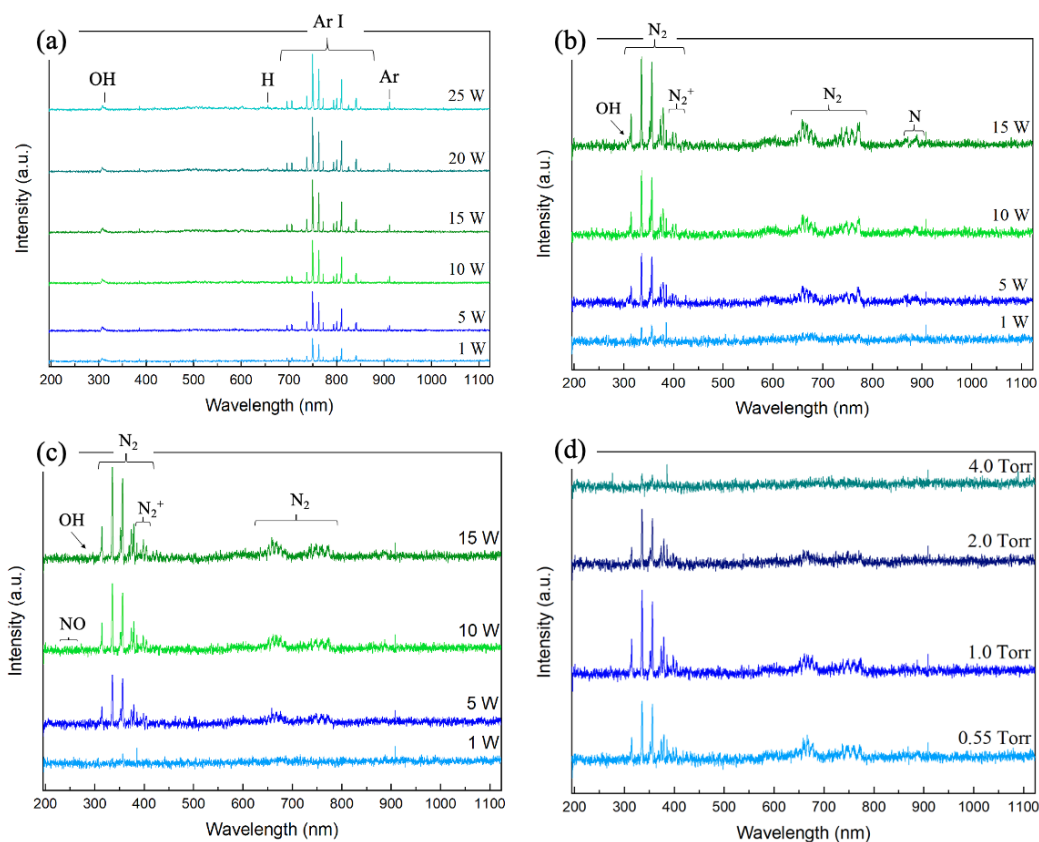 (a)
Ar I
OH
H
Ar
25 W
20 W
15 W
10 W
5 W
1 W
Intensity (a.u.)
200 300 400 500 600 700 800 900 1000 1100
Wavelength (nm)
(b)
N₂
OH
N₂⁺
N₂
N
15 W
10 W
5 W
1 W
Intensity (a.u.)
200 300 400 500 600 700 800 900 1000 1100
Wavelength (nm)
(c)
N₂
OH
N₂⁺
N₂
15 W
NO
10 W
5 W
1 W
Intensity (a.u.)
200 300 400 500 600 700 800 900 1000 1100
Wavelength (nm)
(d)
4.0 Torr
2.0 Torr
1.0 Torr
0.55 Torr
Intensity (a.u.)
200 300 400 500 600 700 800 900 1000 1100
Wavelength (nm)